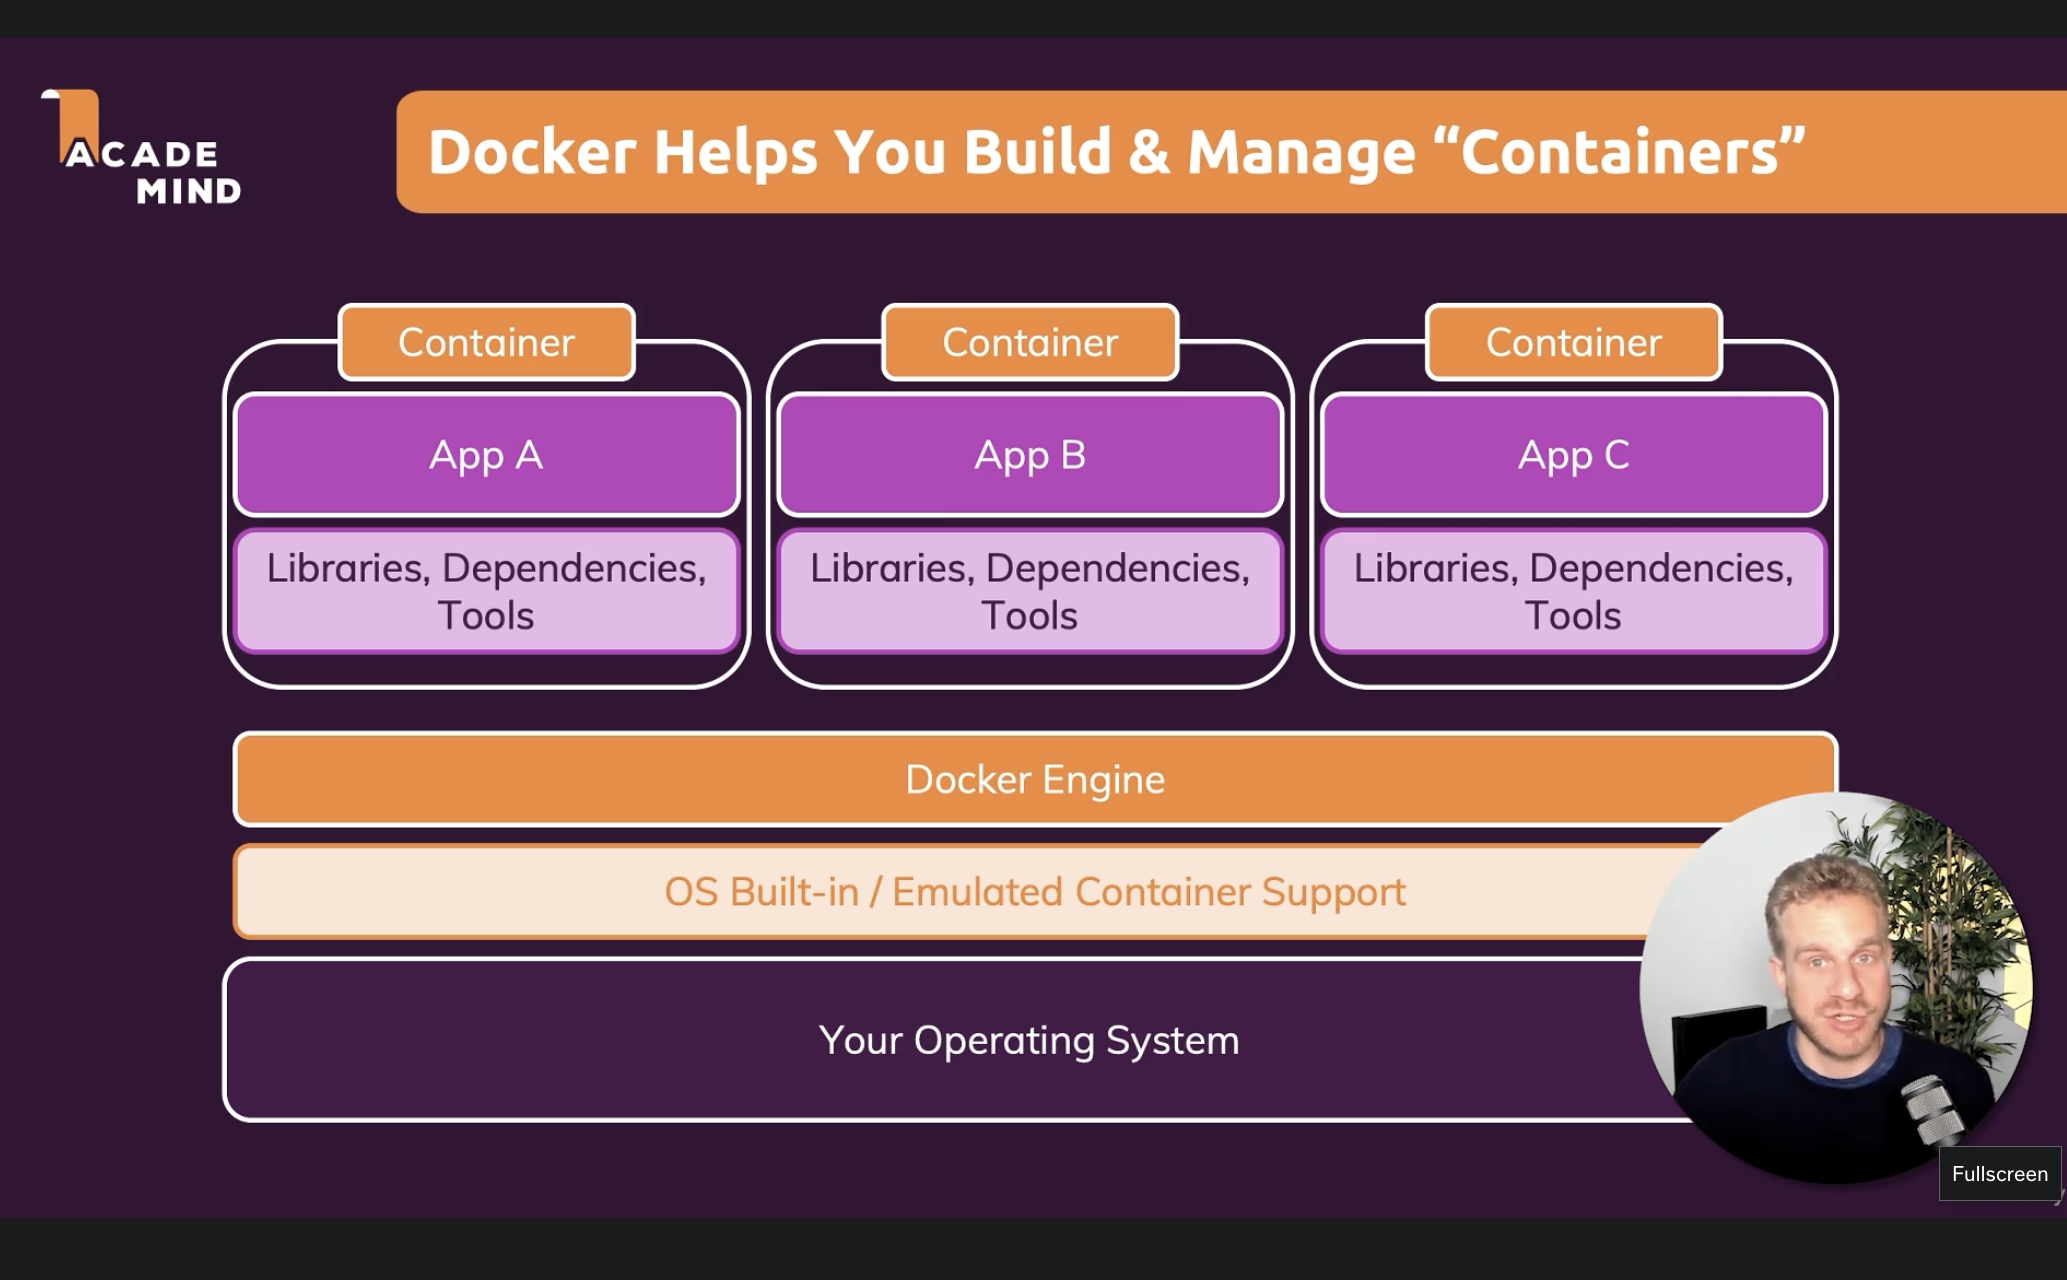 ACADE
MIND
Docker Helps You Build & Manage “Containers”
Container
Container
Container
App A
App B
App C
Libraries, Dependencies,
Tools
Libraries, Dependencies,
Tools
Libraries, Dependencies,
Tools
Docker Engine
OS Built-in / Emulated Container Support
Your Operating System
Fullscreen